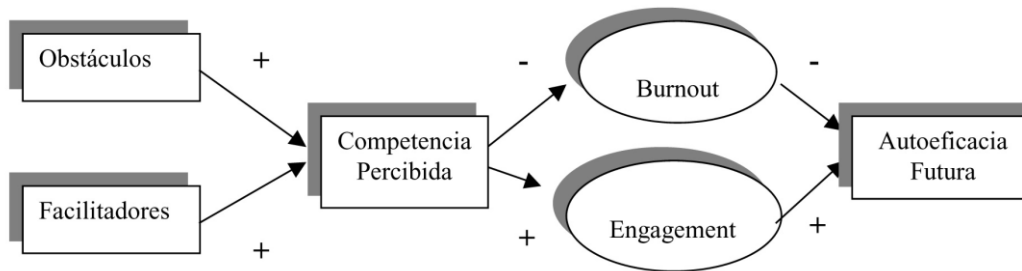 Obstáculos
+
-
Burnout
-
Competencia
Percibida
Autoeficacia
Futura
Facilitadores
+
+
Engagement
+